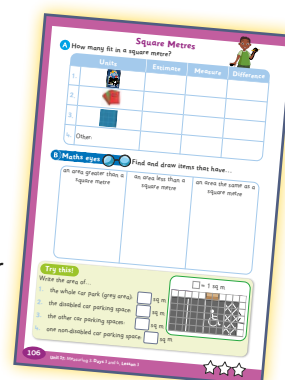 Square Metres
A How many fit in a square metre?
Units Estimate Measure Difference
1.
2.
3.
4. Other:
B Maths eyes Find and draw items that have...
an area greater than a square metre
an area less than a square metre
an area the same as a square metre
Try this!
Write the area of...
= 1 sq m
1. the whole car park (grey area) sq m
2. the disabled car parking space sq m
3. the other car parking spaces sq m
4. one non-disabled car parking space sq m
106